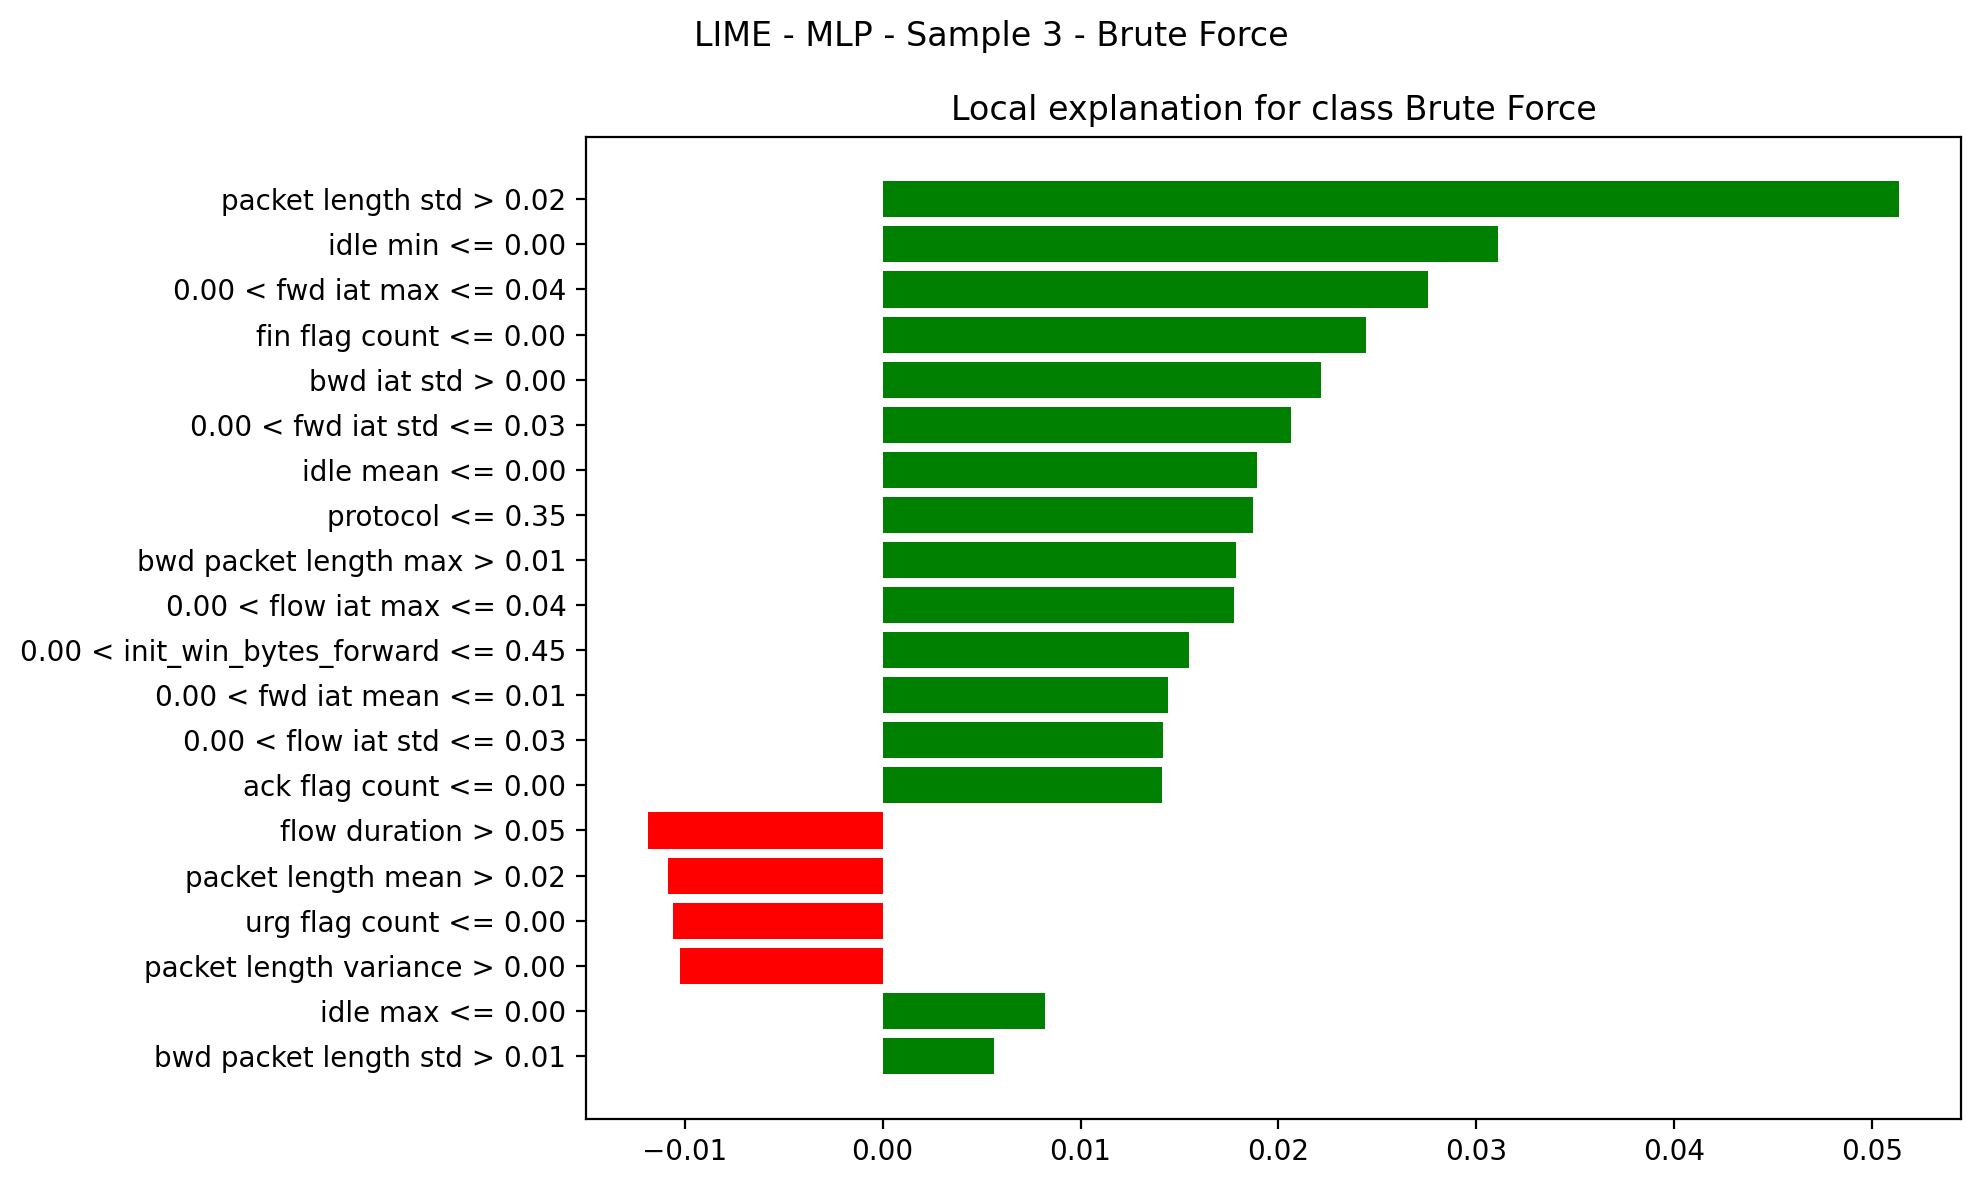 LIME - MLP - Sample 3 - Brute Force
Local explanation for class Brute Force
packet length std > 0.02
idle min <= 0.00
0.00 < fwd iat max <= 0.04
fin flag count <= 0.00
bwd iat std > 0.00
0.00 < fwd iat std <= 0.03
idle mean <= 0.00
protocol <= 0.35
bwd packet length max > 0.01
0.00 < flow iat max <= 0.04
0.00 < init_win_bytes_forward <= 0.45
0.00 < fwd iat mean <= 0.01
0.00 < flow iat std <= 0.03
ack flag count <= 0.00
flow duration > 0.05
packet length mean > 0.02
urg flag count <= 0.00
packet length variance > 0.00
idle max <= 0.00
bwd packet length std > 0.01
−0.01 0.00 0.01 0.02 0.03 0.04 0.05